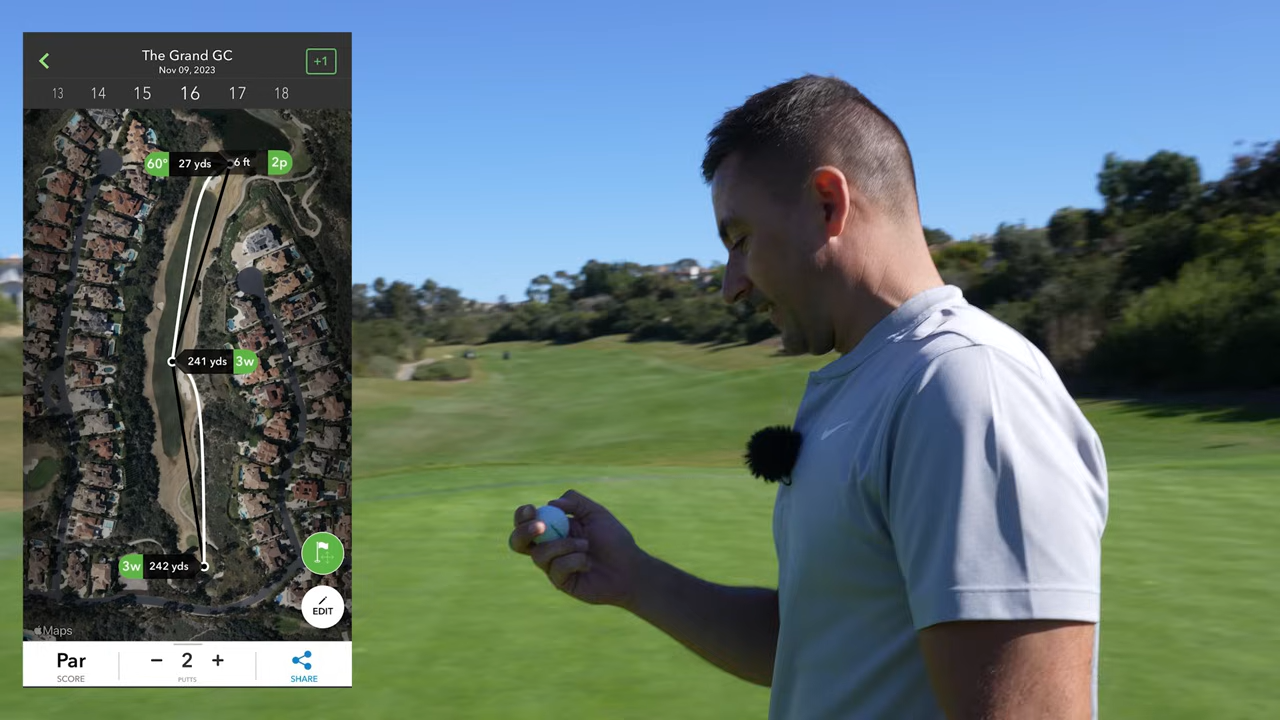 The Grand GC
+1
Nov 09, 2023
13 14 15 16 17 18
60° 27 yds 6 ft 2p
241 yds 3w
3w 242 yds
EDIT
Maps
Par − 2 +
SCORE PUTTS SHARE